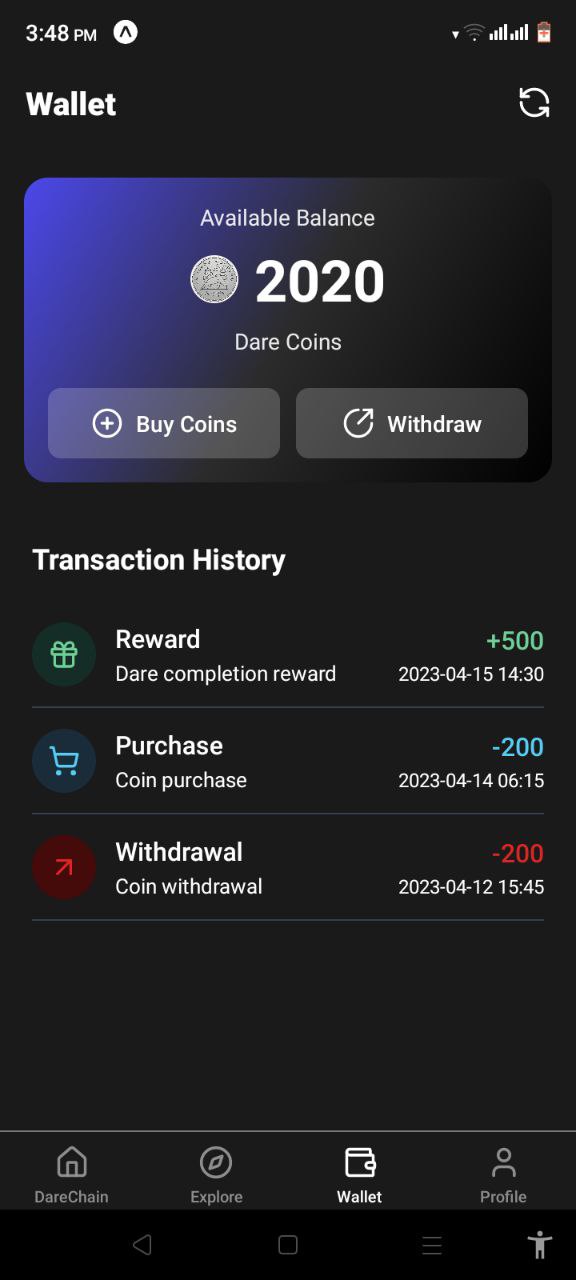 3:48 PM
Wallet
Available Balance
2020
Dare Coins
Buy Coins
Withdraw
Transaction History
Reward
+500
Dare completion reward
2023-04-15 14:30
Purchase
-200
Coin purchase
2023-04-14 06:15
Withdrawal
-200
Coin withdrawal
2023-04-12 15:45
DareChain
Explore
Wallet
Profile